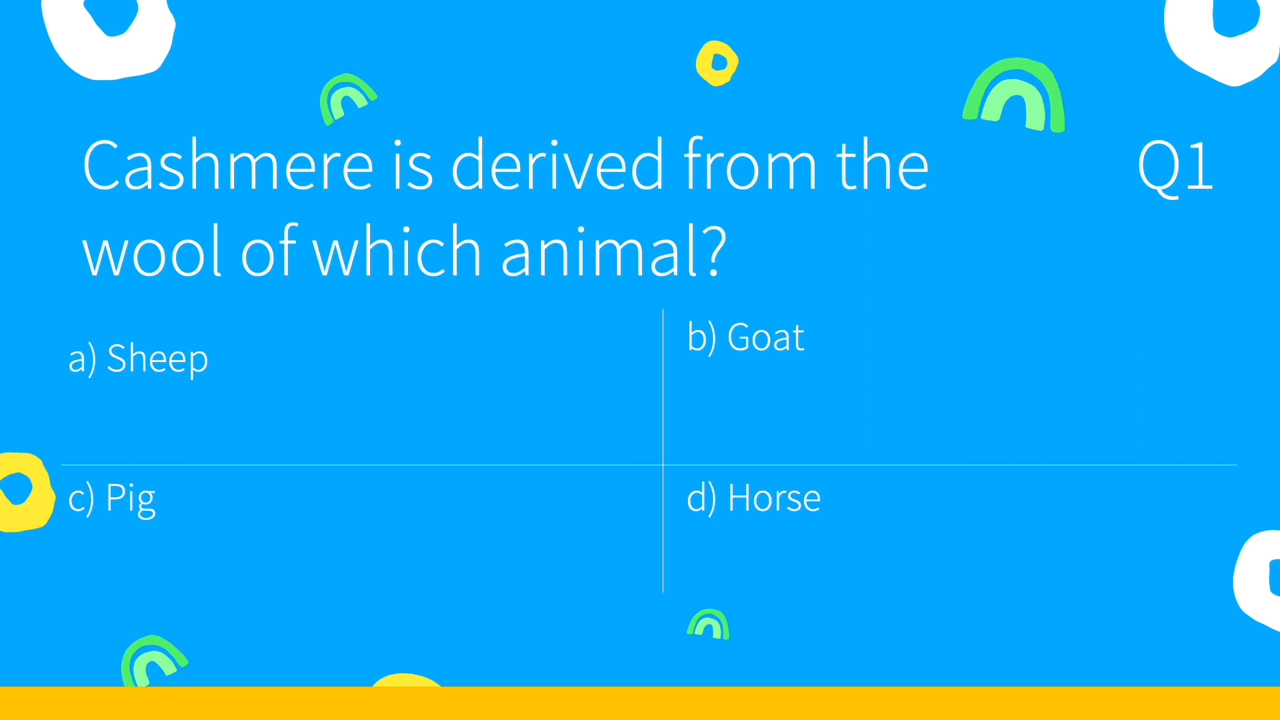 Cashmere is derived from the
wool of which animal?
Q1
a) Sheep
b) Goat
c) Pig
d) Horse